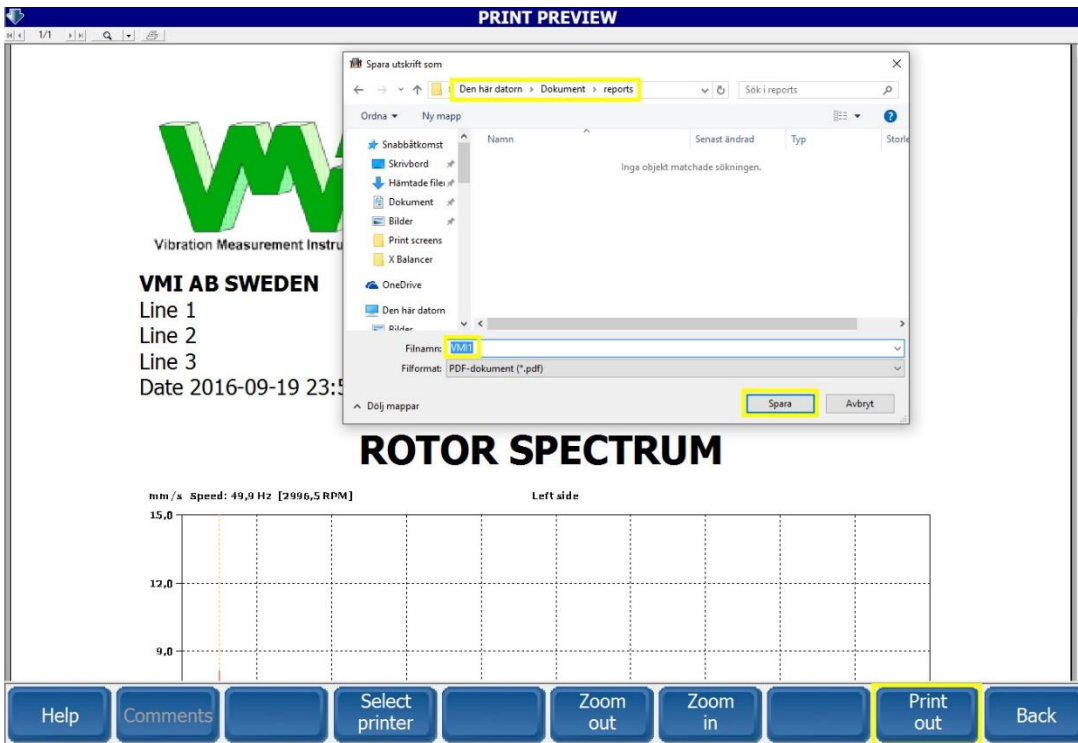 PRINT PREVIEW
1/1
Spara utskrift som
Den här datorn > Dokument > reports
Sök i reports
Ordna Ny mapp
Namn Senast ändrad Typ Storle
Inga objekt matchade sökningen.
Snabbåtkomst
Skrivbord
Hämtade filer
Dokument
Bilder
Print screens
X Balancer
OneDrive
Den här datorn
Bilder
Filnamn: VMI1
Filformat: PDF-dokument (*.pdf)
Dölj mappar
Spara Avbryt
Vibration Measurement Instru
VMI AB SWEDEN
Line 1
Line 2
Line 3
Date 2016-09-19 23:5
ROTOR SPECTRUM
mm/s Speed: 49,9 Hz [2996,5 RPM] Left side
15,0
12,0
9,0
Help Comments Select printer Zoom out Zoom in Print out Back